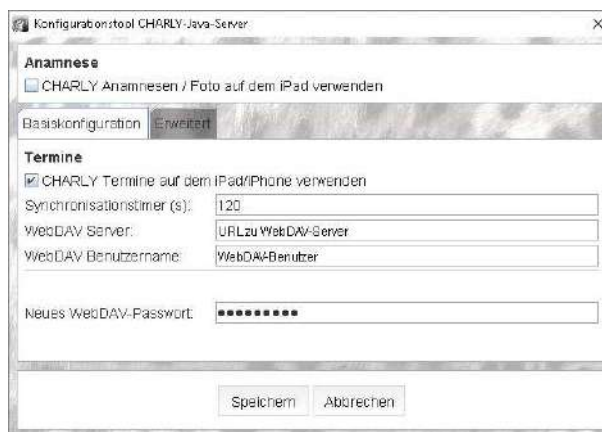 Konfigurationstool CHARLY-Java-Server
Anamnese
CHARLY Anamnesen / Foto auf dem iPad verwenden
Basiskonfiguration Erweitert
Termine
CHARLY Termine auf dem iPad/iPhone verwenden
Synchronisationstimer (s): 120
WebDAV Server: URL zu WebDAV-Server
WebDAV Benutzername: WebDAV-Benutzer
Neues WebDAV-Passwort: •••••••••
Speichern Abbrechen